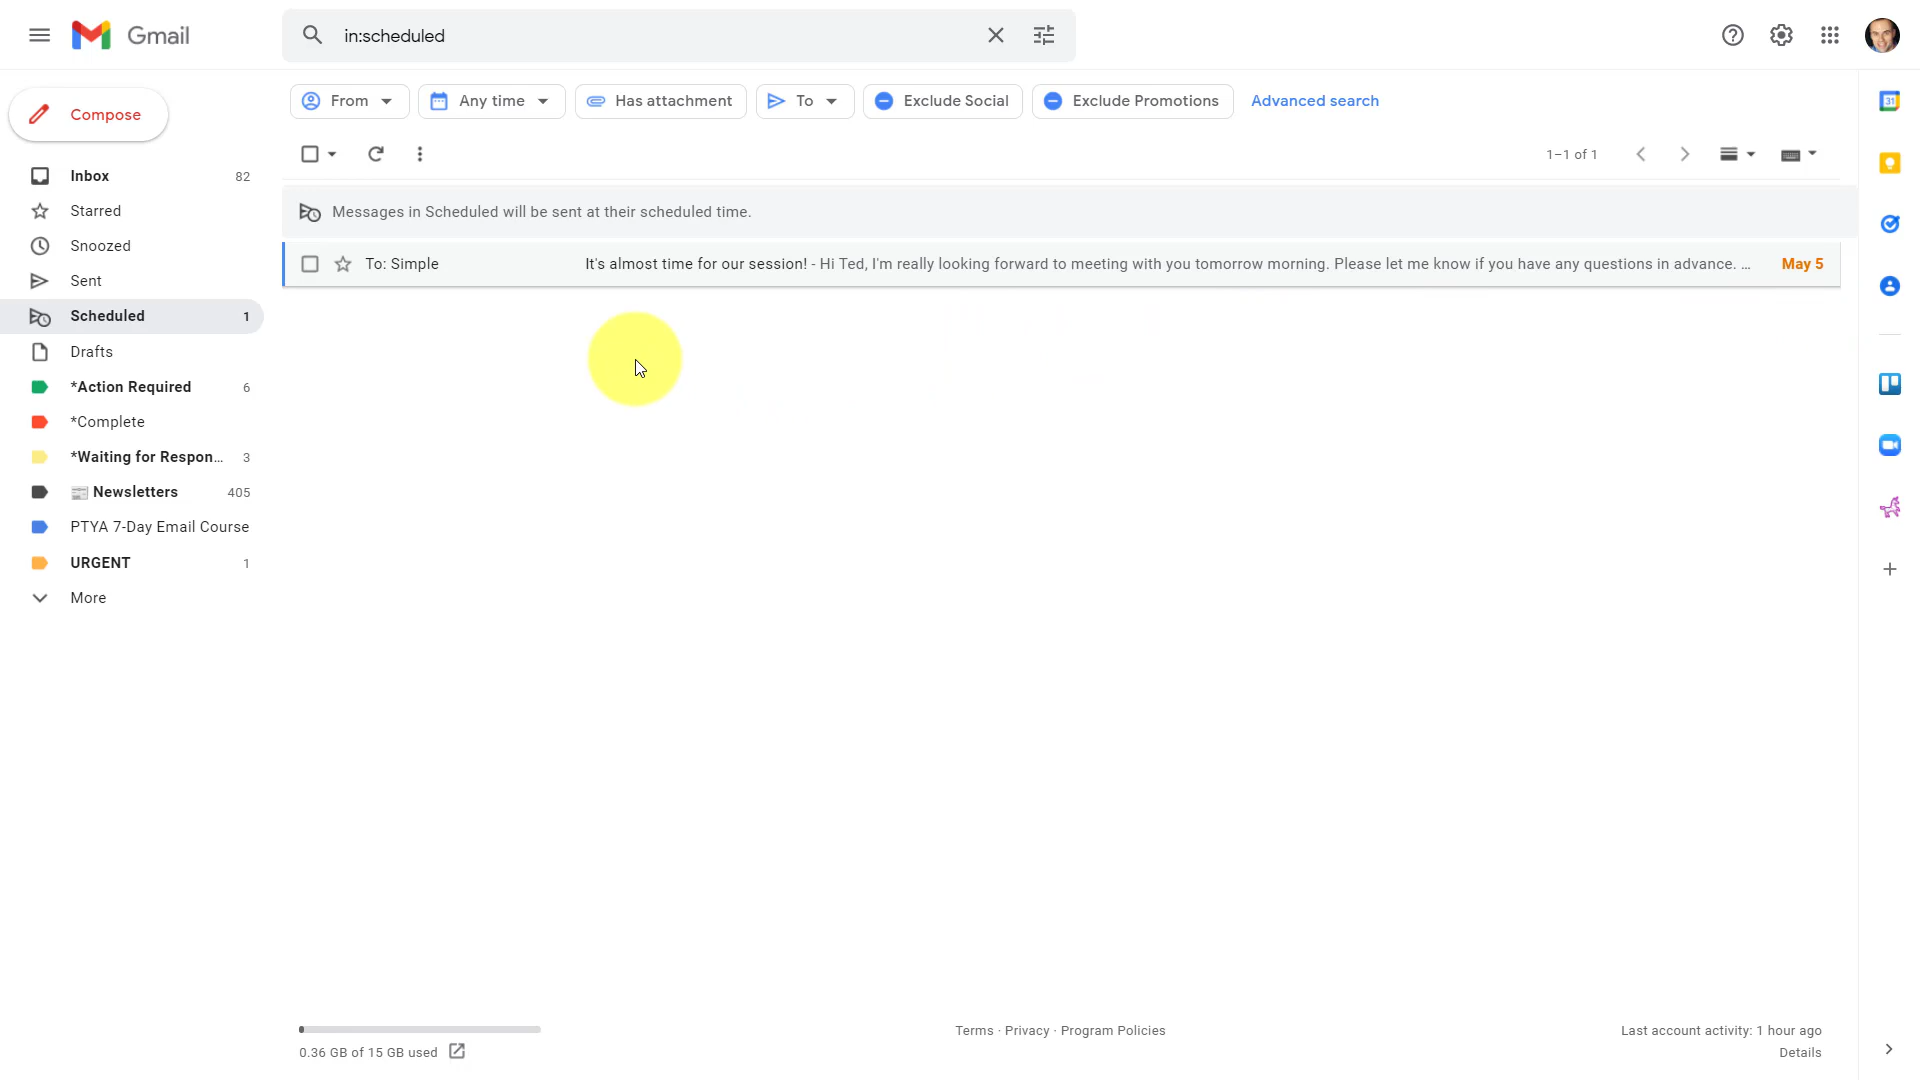 Gmail
in:scheduled
Compose
From
Any time
Has attachment
To
Exclude Social
Exclude Promotions
Advanced search
1–1 of 1
Inbox 82
Starred
Snoozed
Sent
Scheduled 1
Drafts
*Action Required 6
*Complete
*Waiting for Respon... 3
Newsletters 405
PTYA 7-Day Email Course
URGENT 1
More
Messages in Scheduled will be sent at their scheduled time.
To: Simple It's almost time for our session! - Hi Ted, I'm really looking forward to meeting with you tomorrow morning. Please let me know if you have any questions in advance. ... May 5
31
0.36 GB of 15 GB used
Terms · Privacy · Program Policies
Last account activity: 1 hour ago
Details